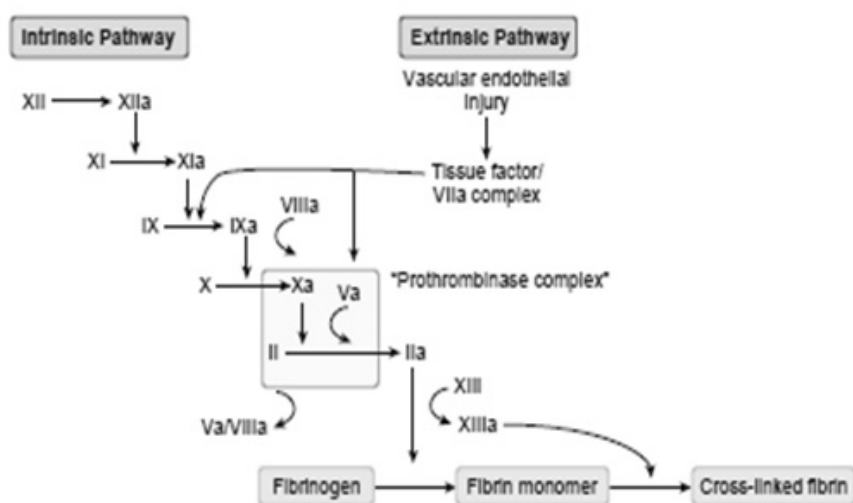 Intrinsic Pathway
Extrinsic Pathway
Vascular endothelial
Injury
XII
XIIa
XI
XIa
Tissue factor/
VIIa complex
VIIIa
IX
IXa
X
Xa
Va
"Prothrombinase complex"
II
IIa
XIII
Va/VIIIa
XIIIa
Fibrinogen
Fibrin monomer
Cross-linked fibrin